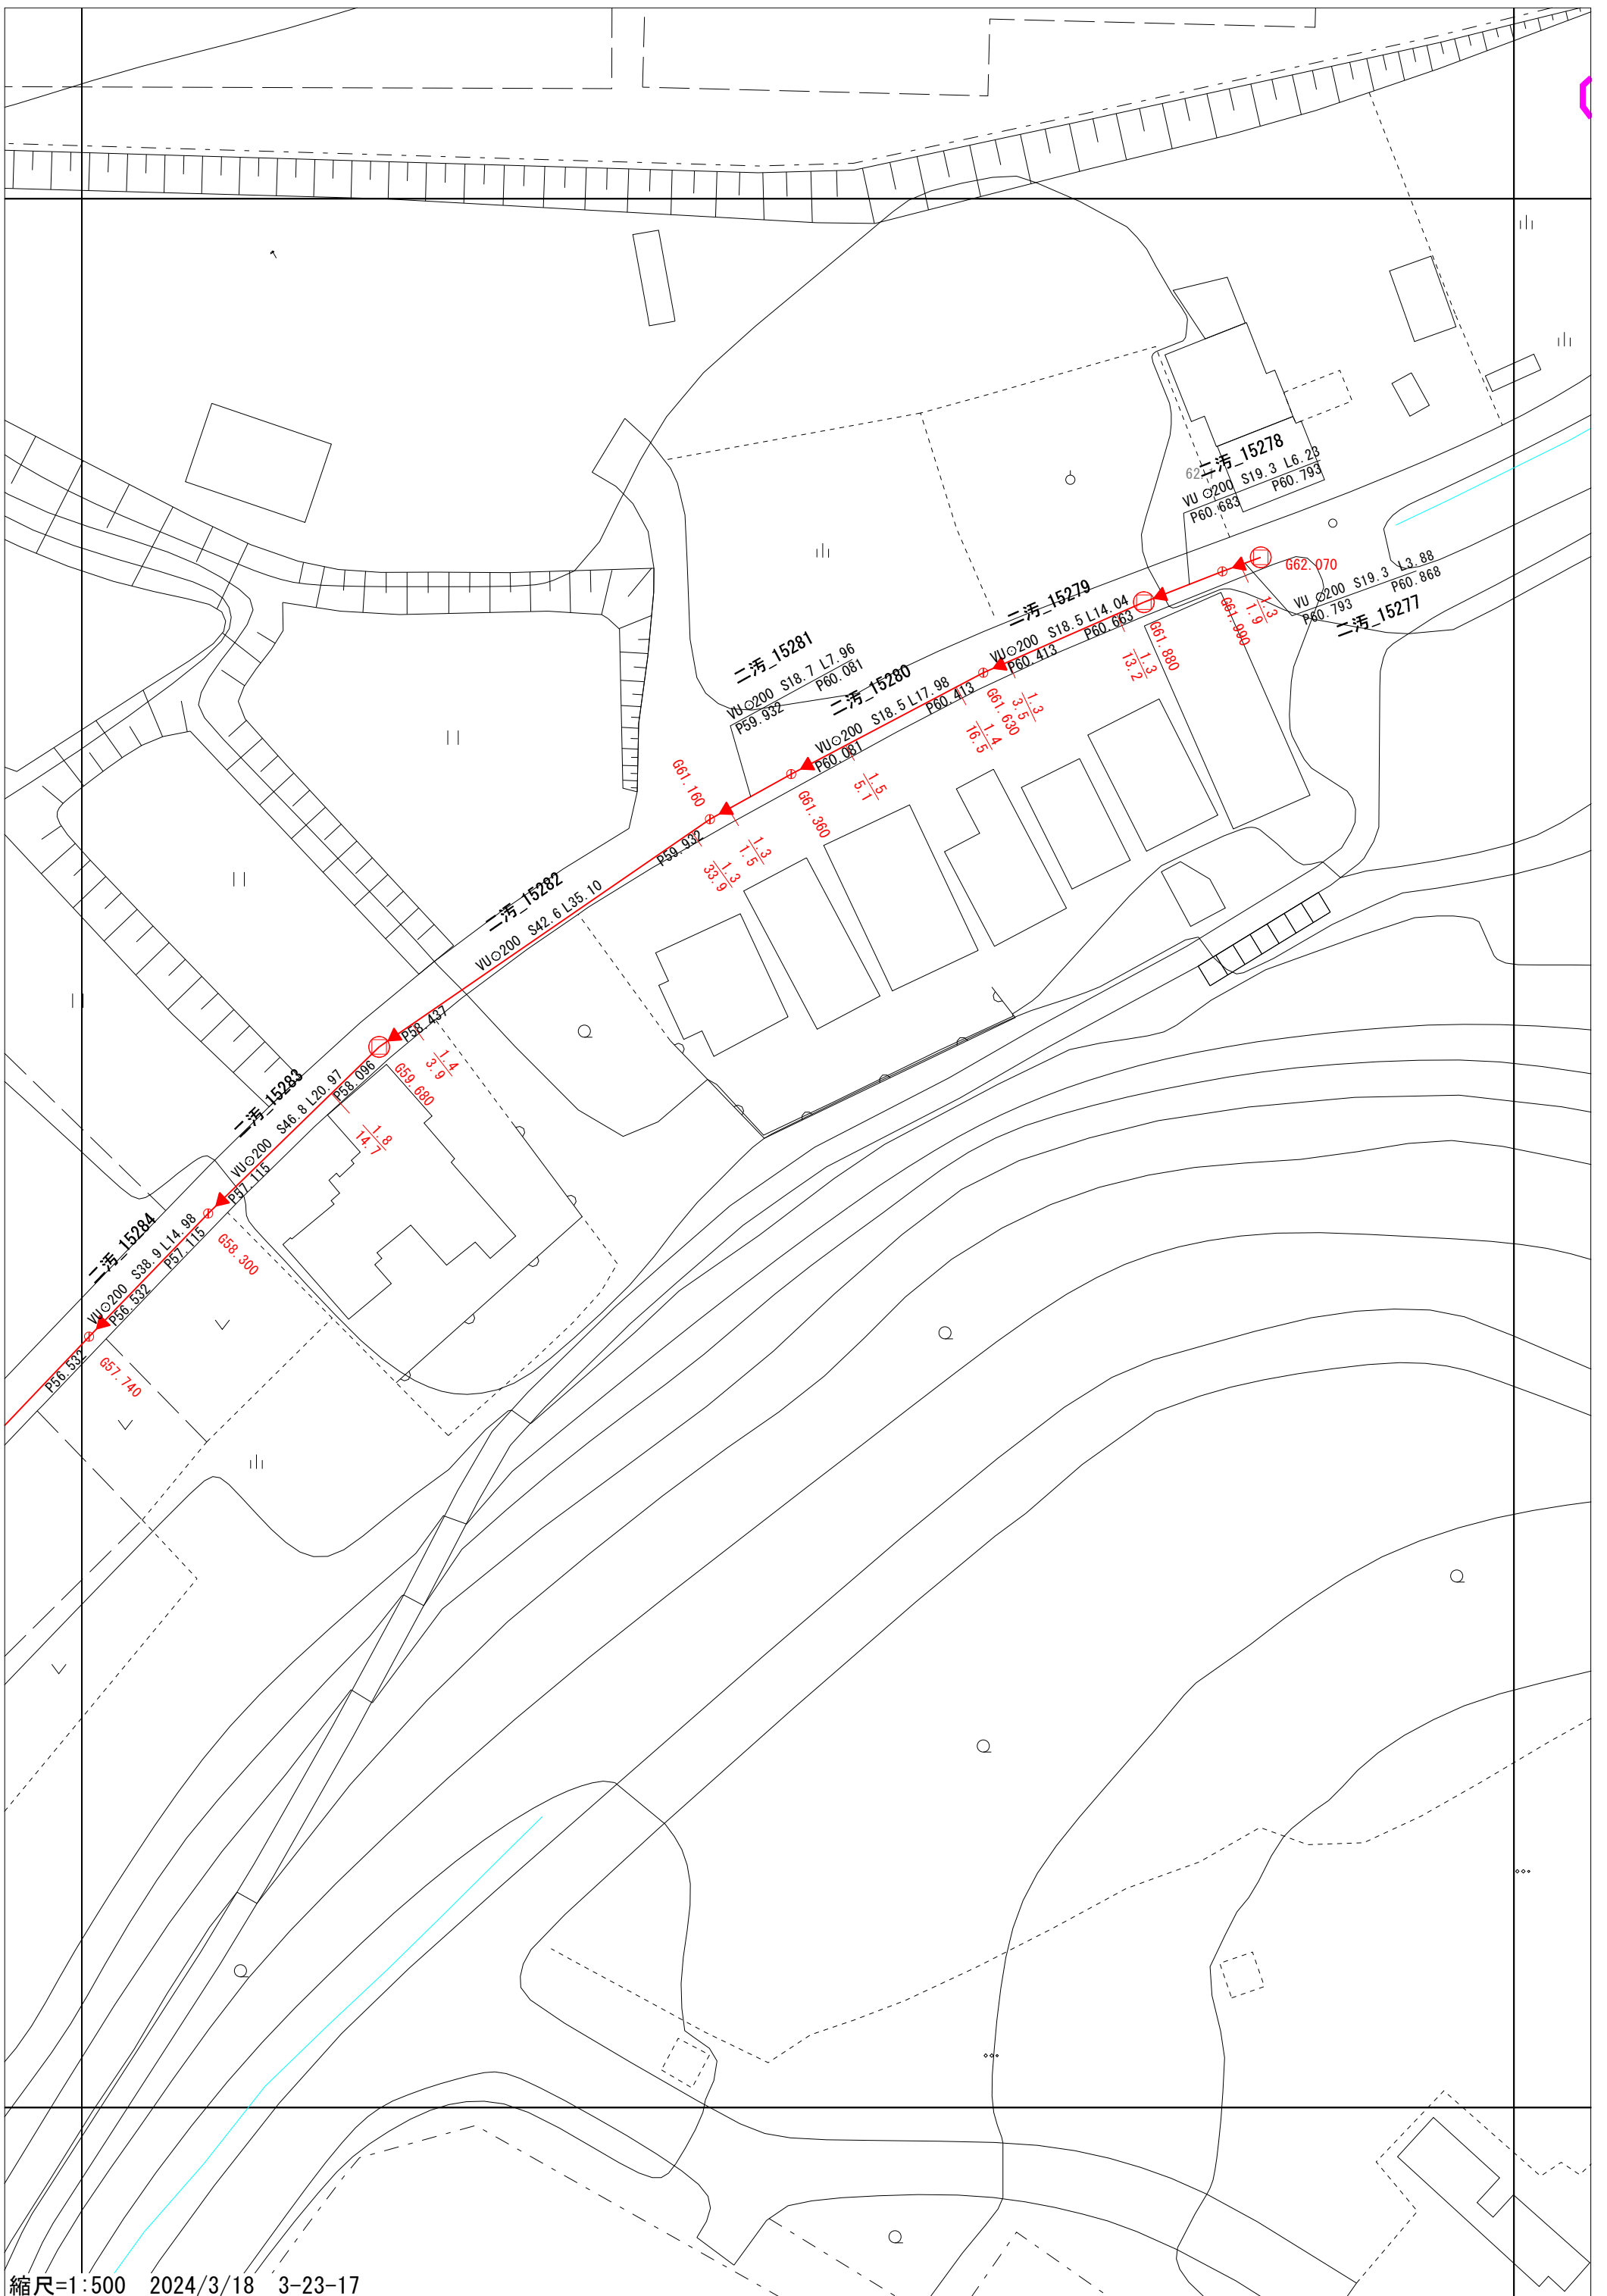 二汚_15278
62.
VU ⊙200 S19.3 L6.23
P60.683 P60.793
G62.070
VU ⊙200 S19.3 L3.88
P60.793 P60.868
二汚_15277
1.3
1.9
G61.990
二汚_15279
VU⊙200 S18.5 L14.04
P60.413 P60.663
G61.880
1.3
13.2
二汚_15281
VU⊙200 S18.7 L7.96
P59.932 P60.081
二汚_15280
VU⊙200 S18.5 L17.98
P60.081 P60.413
G61.630
1.3
3.5
1.4
16.5
G61.160
G61.360
1.5
5.1
1.3
1.5
1.3
33.9
P59.932
二汚_15282
VU⊙200 S42.6 L35.10
P58.437
G59.680
1.4
3.9
二汚_15283
VU⊙200 S46.8 L20.97
P57.115 P58.096
1.8
14.7
二汚_15284
VU⊙200 S38.9 L14.98
P56.532 P57.115
G58.300
P56.532
G57.740
縮尺=1:500 2024/3/18 3-23-17